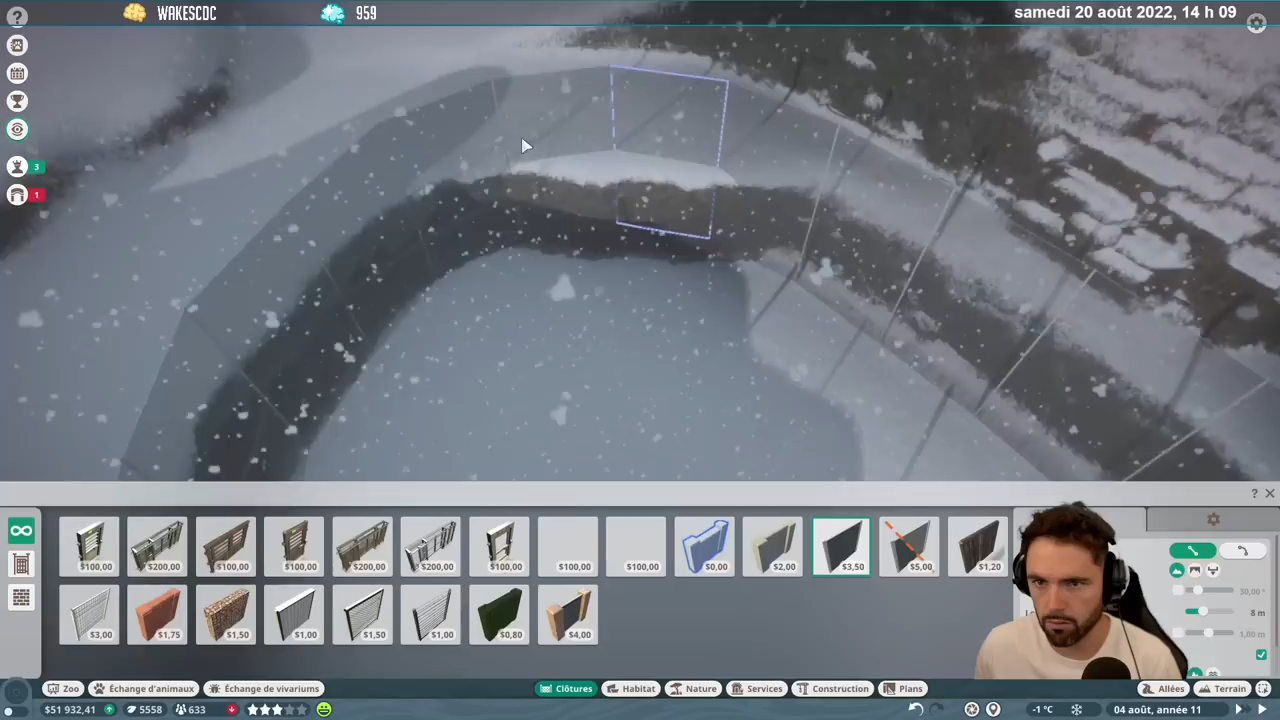 WAKESCDC
959
samedi 20 août 2022, 14 h 09
3
1
$100,00
$200,00
$100,00
$100,00
$200,00
$200,00
$100,00
$100,00
$100,00
$0,00
$2,00
$3,50
$5,00
$1,20
$3,00
$1,75
$1,50
$1,00
$1,50
$1,00
$0,80
$4,00
30,00°
8 m
1,00 m
Zoo
Échange d'animaux
Échange de vivariums
Clôtures
Habitat
Nature
Services
Construction
Plans
Allées
Terrain
$51 932,41
5558
633
-1 °C
04 août, année 11